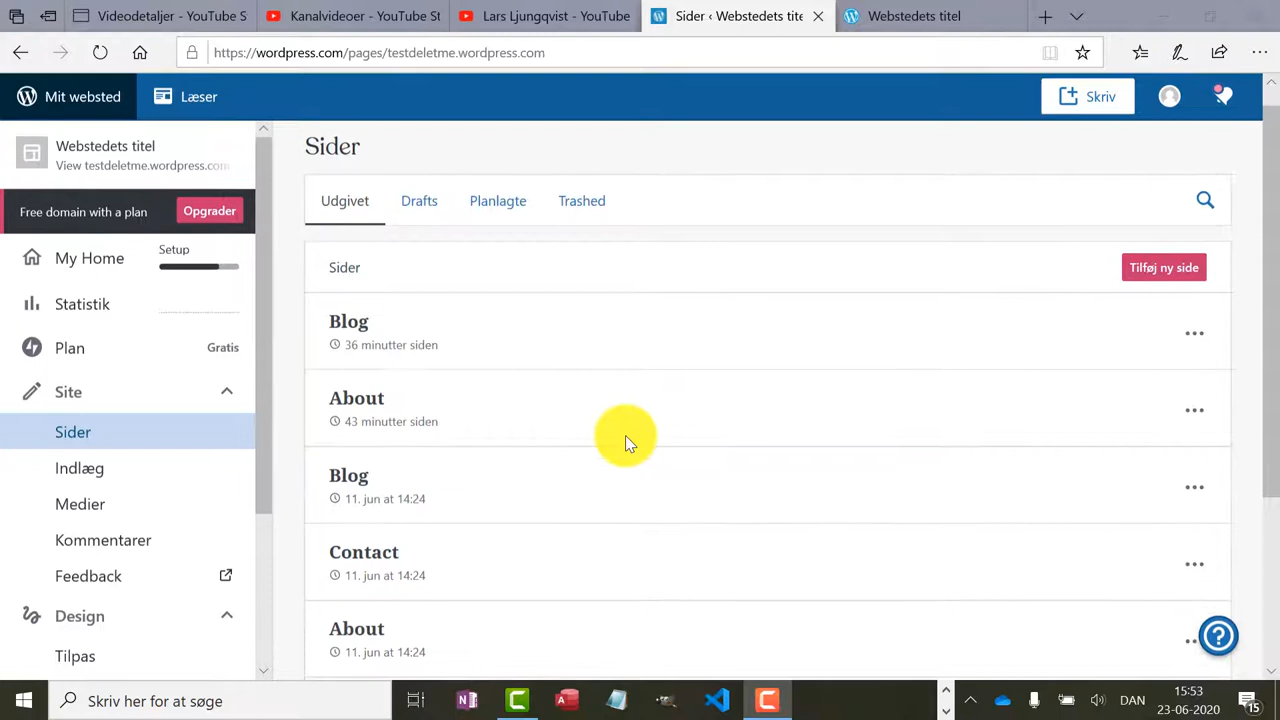 Videodetaljer - YouTube S
Kanalvideoer - YouTube St
Lars Ljungqvist - YouTube
Sider ‹ Webstedets tite
Webstedets titel
https://wordpress.com/pages/testdeletme.wordpress.com
Mit websted
Læser
Skriv
Webstedets titel
View testdeletme.wordpress.com
Free domain with a plan
Opgrader
My Home
Setup
Statistik
Plan
Gratis
Site
Sider
Indlæg
Medier
Kommentarer
Feedback
Design
Tilpas
Sider
Udgivet
Drafts
Planlagte
Trashed
Sider
Tilføj ny side
Blog
36 minutter siden
About
43 minutter siden
Blog
11. jun at 14:24
Contact
11. jun at 14:24
About
11. jun at 14:24
Skriv her for at søge
DAN
15:53
23-06-2020
15